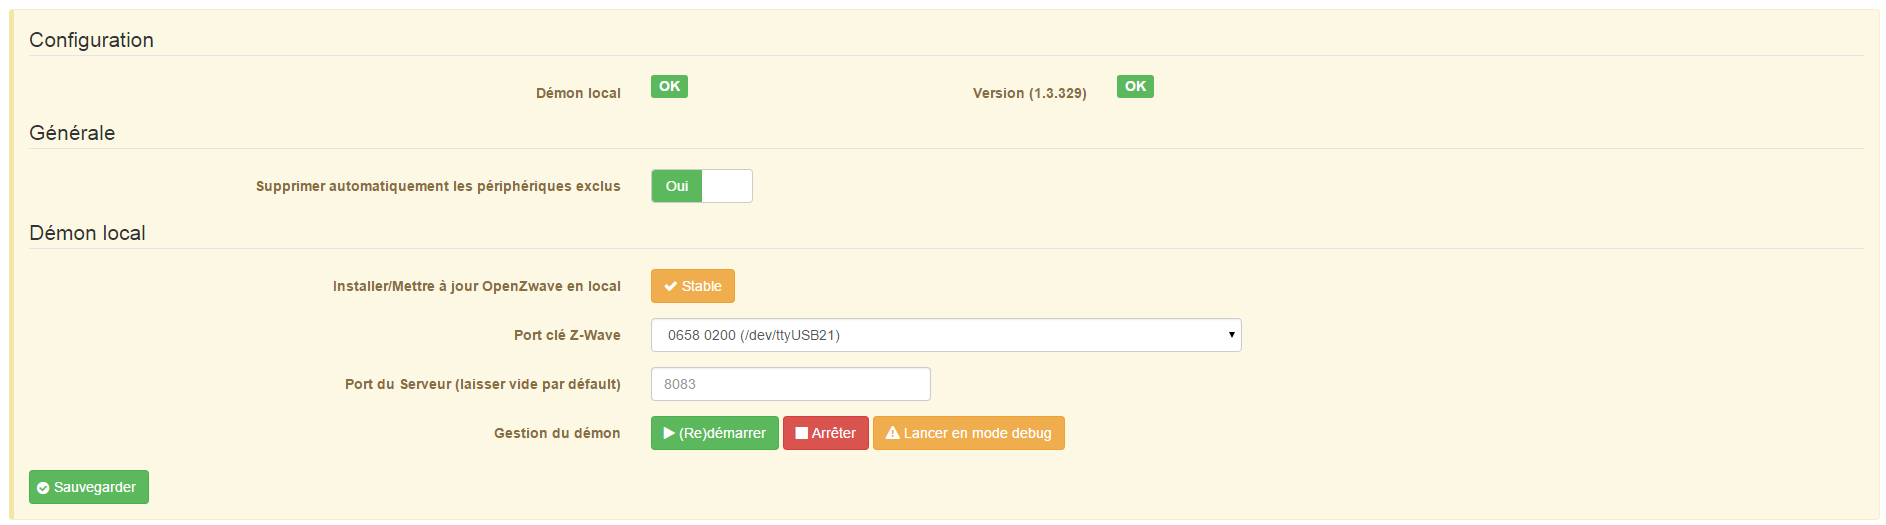 Configuration
Démon local OK Version (1.3.329) OK
Générale
Supprimer automatiquement les périphériques exclus Oui
Démon local
Installer/Mettre à jour OpenZwave en local Stable
Port clé Z-Wave 0658 0200 (/dev/ttyUSB21)
Port du Serveur (laisser vide par défault) 8083
Gestion du démon (Re)démarrer Arrêter Lancer en mode debug
Sauvegarder